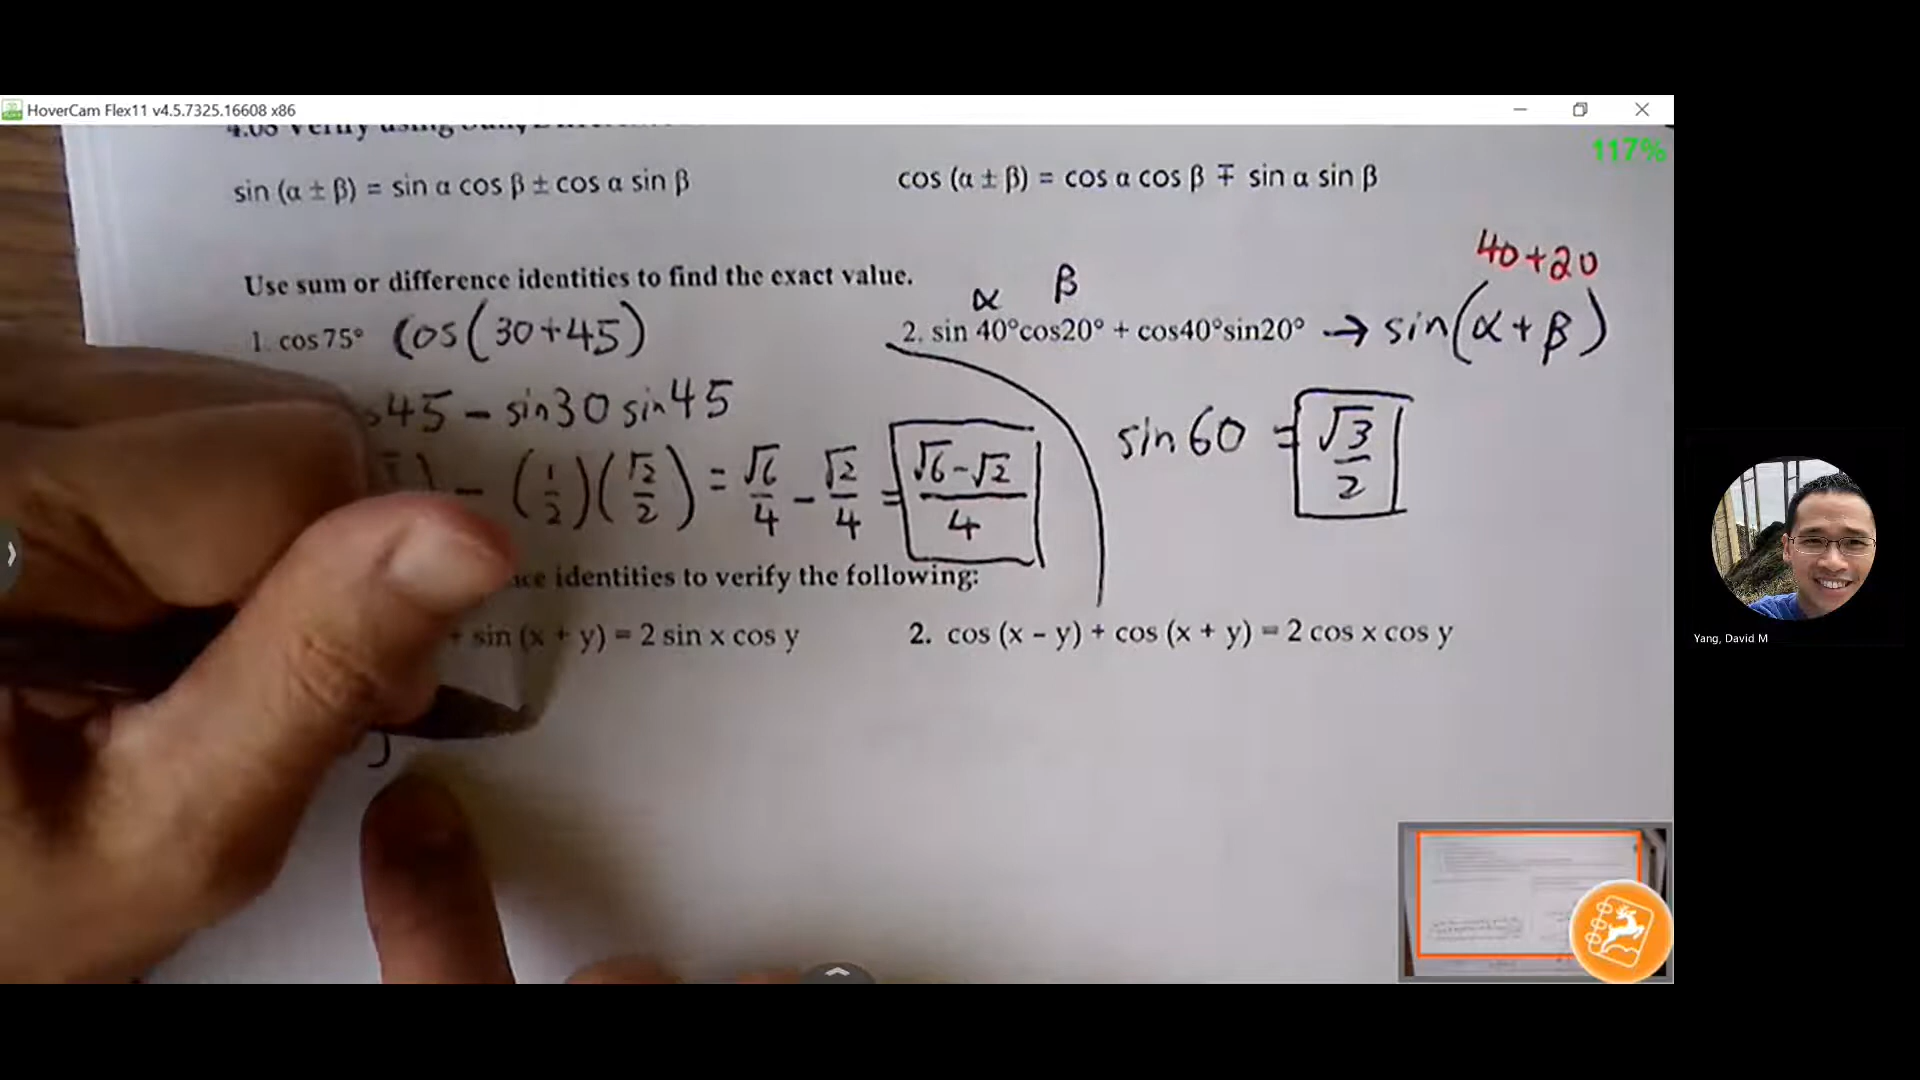 HoverCam Flex11 v4.5.7325.16608 x86
117%
sin (α ± β) = sin α cos β ± cos α sin β
cos (α ± β) = cos α cos β ∓ sin α sin β
40+20
Use sum or difference identities to find the exact value.
α β
1. cos 75° cos(30+45)
2. sin 40°cos20° + cos40°sin20° → sin(α+β)
45 - sin30 sin45
- (1/2)(√2/2) = √6/4 - √2/4 = (√6-√2)/4
sin60 = √3/2
identities to verify the following:
+ sin (x + y) = 2 sin x cos y
2. cos (x - y) + cos (x + y) = 2 cos x cos y
Yang, David M